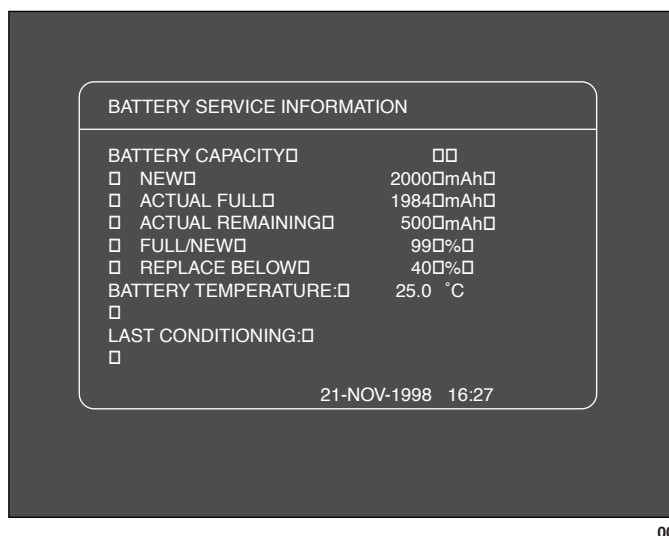 BATTERY SERVICE INFORMATION
BATTERY CAPACITY□ □□
□ NEW□ 2000□mAh□
□ ACTUAL FULL□ 1984□mAh□
□ ACTUAL REMAINING□ 500□mAh□
□ FULL/NEW□ 99□%□
□ REPLACE BELOW□ 40□%□
BATTERY TEMPERATURE:□ 25.0 °C
□
LAST CONDITIONING:□
□
21-NOV-1998 16:27